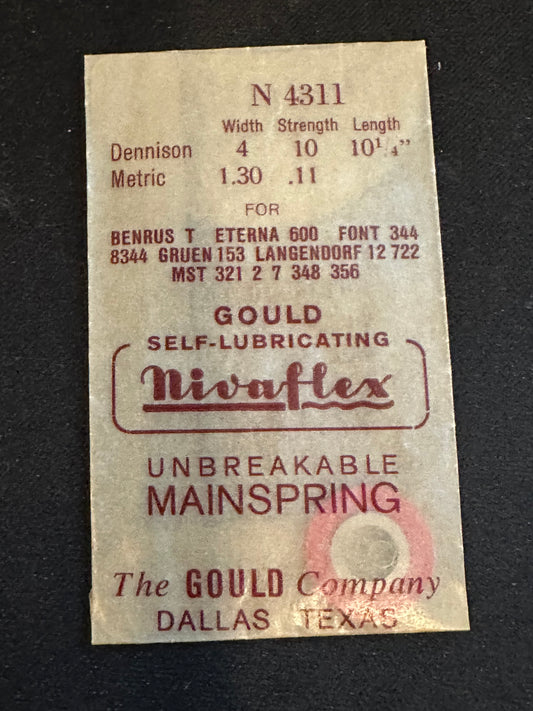 N 4311
Width Strength Length
Dennison 4 10 10¼"
Metric 1.30 .11
FOR
BENRUS T ETERNA 600 FONT 344
8344 GRUEN 153 LANGENDORF 12 722
MST 321 2 7 348 356
GOULD
SELF-LUBRICATING
Nivaflex
UNBREAKABLE
MAINSPRING
The GOULD Company
DALLAS TEXAS